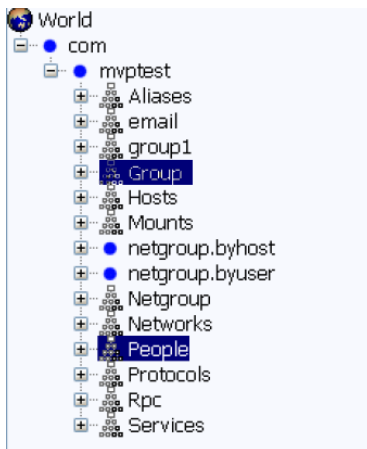 World
com
mvptest
Aliases
email
group1
Group
Hosts
Mounts
netgroup.byhost
netgroup.byuser
Netgroup
Networks
People
Protocols
Rpc
Services